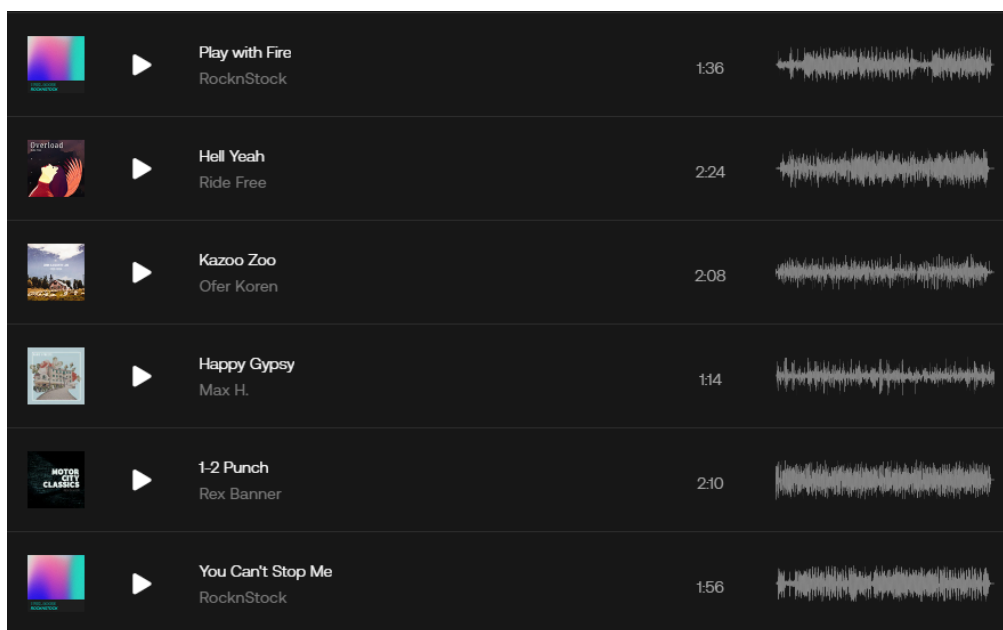 Play with Fire
RocknStock
1:36
ROCKNSTOCK
Overload
Hell Yeah
Ride Free
2:24
Kazoo Zoo
Ofer Koren
2:08
Happy Gypsy
Max H.
1:14
MOTOR
CITY
CLASSICS
1-2 Punch
Rex Banner
2:10
You Can't Stop Me
RocknStock
1:56
ROCKNSTOCK